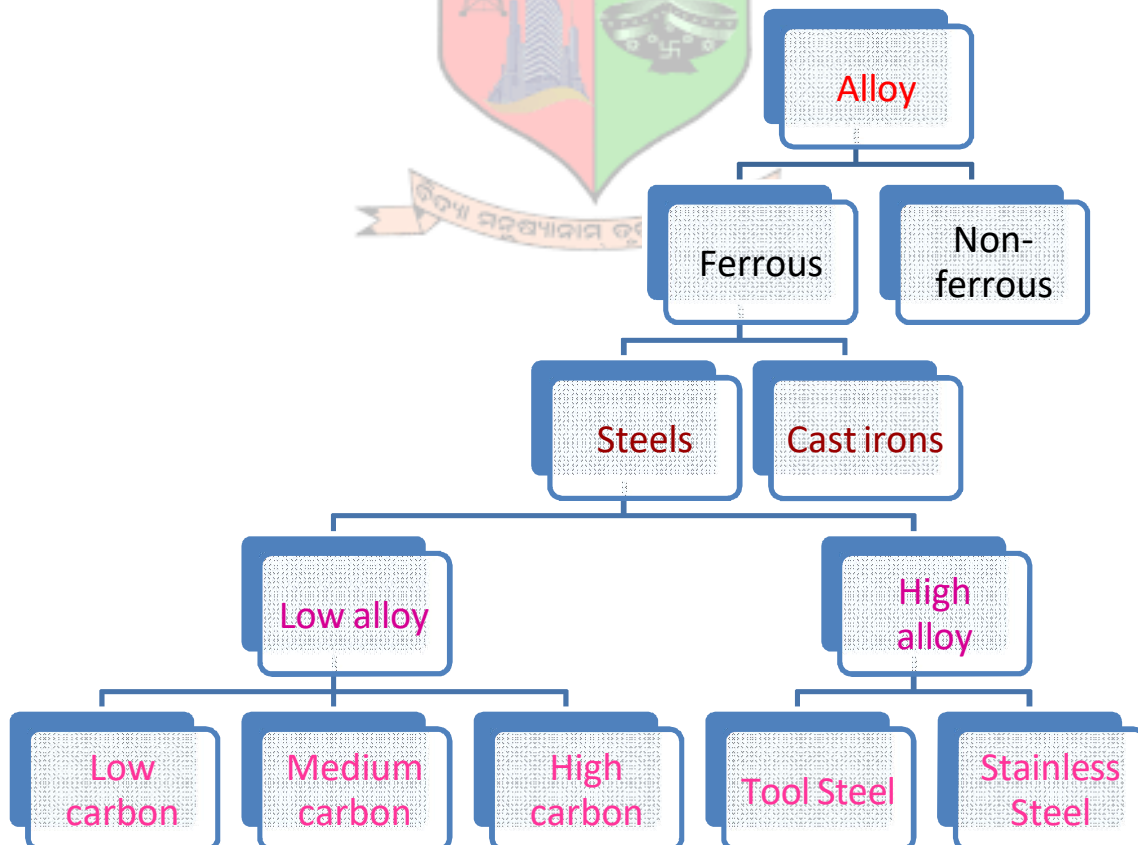 Alloy
ମନୁଷ୍ୟାନାମ୍
Ferrous
Non-
ferrous
Steels
Cast irons
Low alloy
High
alloy
Low
carbon
Medium
carbon
High
carbon
Tool Steel
Stainless
Steel